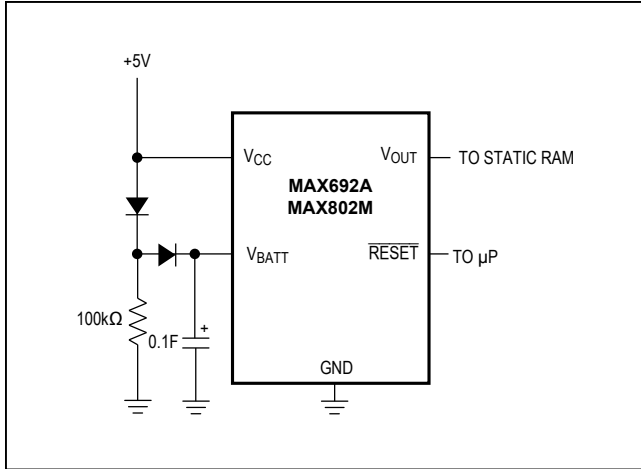 +5V
VCC
VOUT
TO STATIC RAM
MAX692A
MAX802M
VBATT
RESET
TO µP
100kΩ
0.1F
+
GND